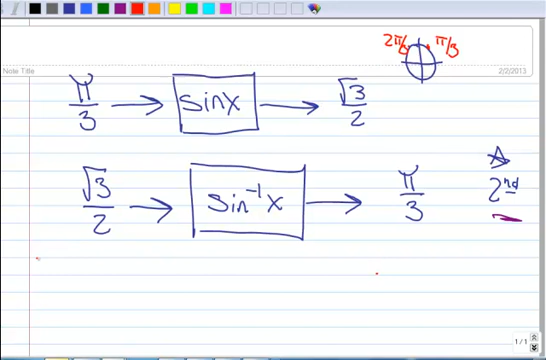 2π/3 π/3
Note Title
2/2/2013
π/3 → sinx → √3/2
√3/2 → sin⁻¹x → π/3
2nd
1/1